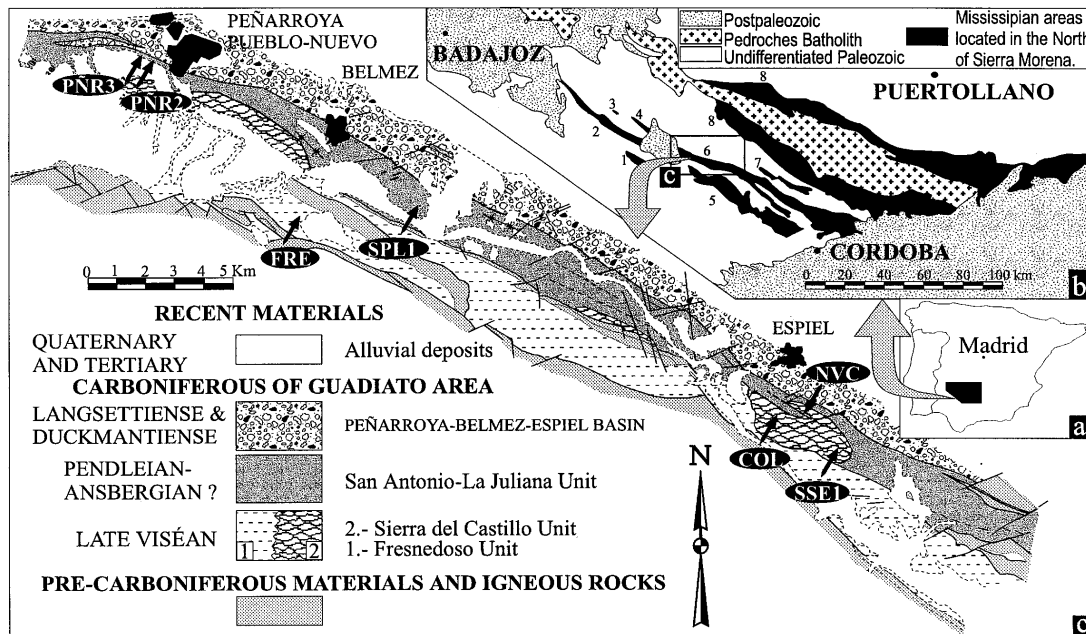 PEÑARROYA
PUEBLO-NUEVO
BELMEZ
PNR3
PNR2
FRE
SPL1
0 1 2 3 4 5 Km
ESPIEL
NVC
COI
SSE1
N
c
RECENT MATERIALS
QUATERNARY
AND TERTIARY
Alluvial deposits
CARBONIFEROUS OF GUADIATO AREA
LANGSETTIENSE &
DUCKMANTIENSE
PEÑARROYA-BELMEZ-ESPIEL BASIN
PENDLEIAN-
ANSBERGIAN ?
San Antonio-La Juliana Unit
LATE VISÉAN
1 2
2.- Sierra del Castillo Unit
1.- Fresnedoso Unit
PRE-CARBONIFEROUS MATERIALS AND IGNEOUS ROCKS
Postpaleozoic
Pedroches Batholith
Undifferentiated Paleozoic
Mississipian areas
located in the North
of Sierra Morena.
BADAJOZ
PUERTOLLANO
CORDOBA
8
3
4
2
8
1
6
7
5
C
0 20 40 60 80 100 km
b
Madrid
a